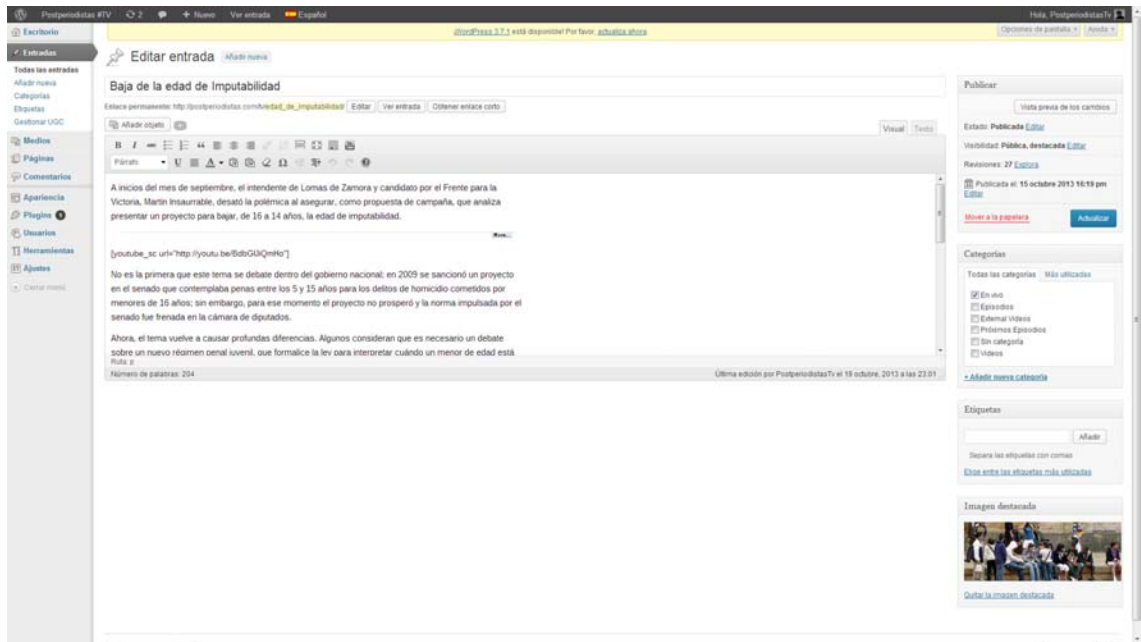 Postperiodistas #TV 2 + Nuevo Ver entrada Español
Hola, PostperiodistasTv
Escritorio
Entradas
Todas las entradas
Añadir nueva
Categorías
Etiquetas
Gestionar UGC
Medios
Páginas
Comentarios
Apariencia
Plugins
Usuarios
Herramientas
Ajustes
Cerrar menú
¡WordPress 3.7.1 está disponible! Por favor, actualiza ahora.
Opciones de pantalla Ayuda
Editar entrada Añadir nueva
Baja de la edad de Imputabilidad
Enlace permanente: http://postperiodistas.com/tv/edad_de_imputabilidad/ Editar Ver entrada Obtener enlace corto
Añadir objeto
Visual Texto
B I
Párrafo U A Ω
A inicios del mes de septiembre, el intendente de Lomas de Zamora y candidato por el Frente para la
Victoria, Martin Insaurrable, desató la polémica al asegurar, como propuesta de campaña, que analiza
presentar un proyecto para bajar, de 16 a 14 años, la edad de imputabilidad.
More...
[youtube_sc url="http://youtu.be/6dbGUiQmHo"]
No es la primera que este tema se debate dentro del gobierno nacional; en 2009 se sancionó un proyecto
en el senado que contemplaba penas entre los 5 y 15 años para los delitos de homicidio cometidos por
menores de 16 años; sin embargo, para ese momento el proyecto no prosperó y la norma impulsada por el
senado fue frenada en la cámara de diputados.
Ahora, el tema vuelve a causar profundas diferencias. Algunos consideran que es necesario un debate
sobre un nuevo régimen penal juvenil, que formalice la ley para interpretar cuándo un menor de edad está
Ruta: p
Número de palabras: 204
Última edición por PostperiodistasTv el 19 octubre, 2013 a las 23:01
Publicar
Vista previa de los cambios
Estado: Publicada Editar
Visibilidad: Pública, destacada Editar
Revisiones: 27 Explora
Publicada el: 15 octubre 2013 16:19 pm
Editar
Mover a la papelera
Actualizar
Categorías
Todas las categorías Más utilizadas
En vivo
Episodios
External Videos
Próximos Episodios
Sin categoría
Videos
+ Añadir nueva categoría
Etiquetas
Añadir
Separa las etiquetas con comas
Elige entre las etiquetas más utilizadas
Imagen destacada
Quitar la imagen destacada